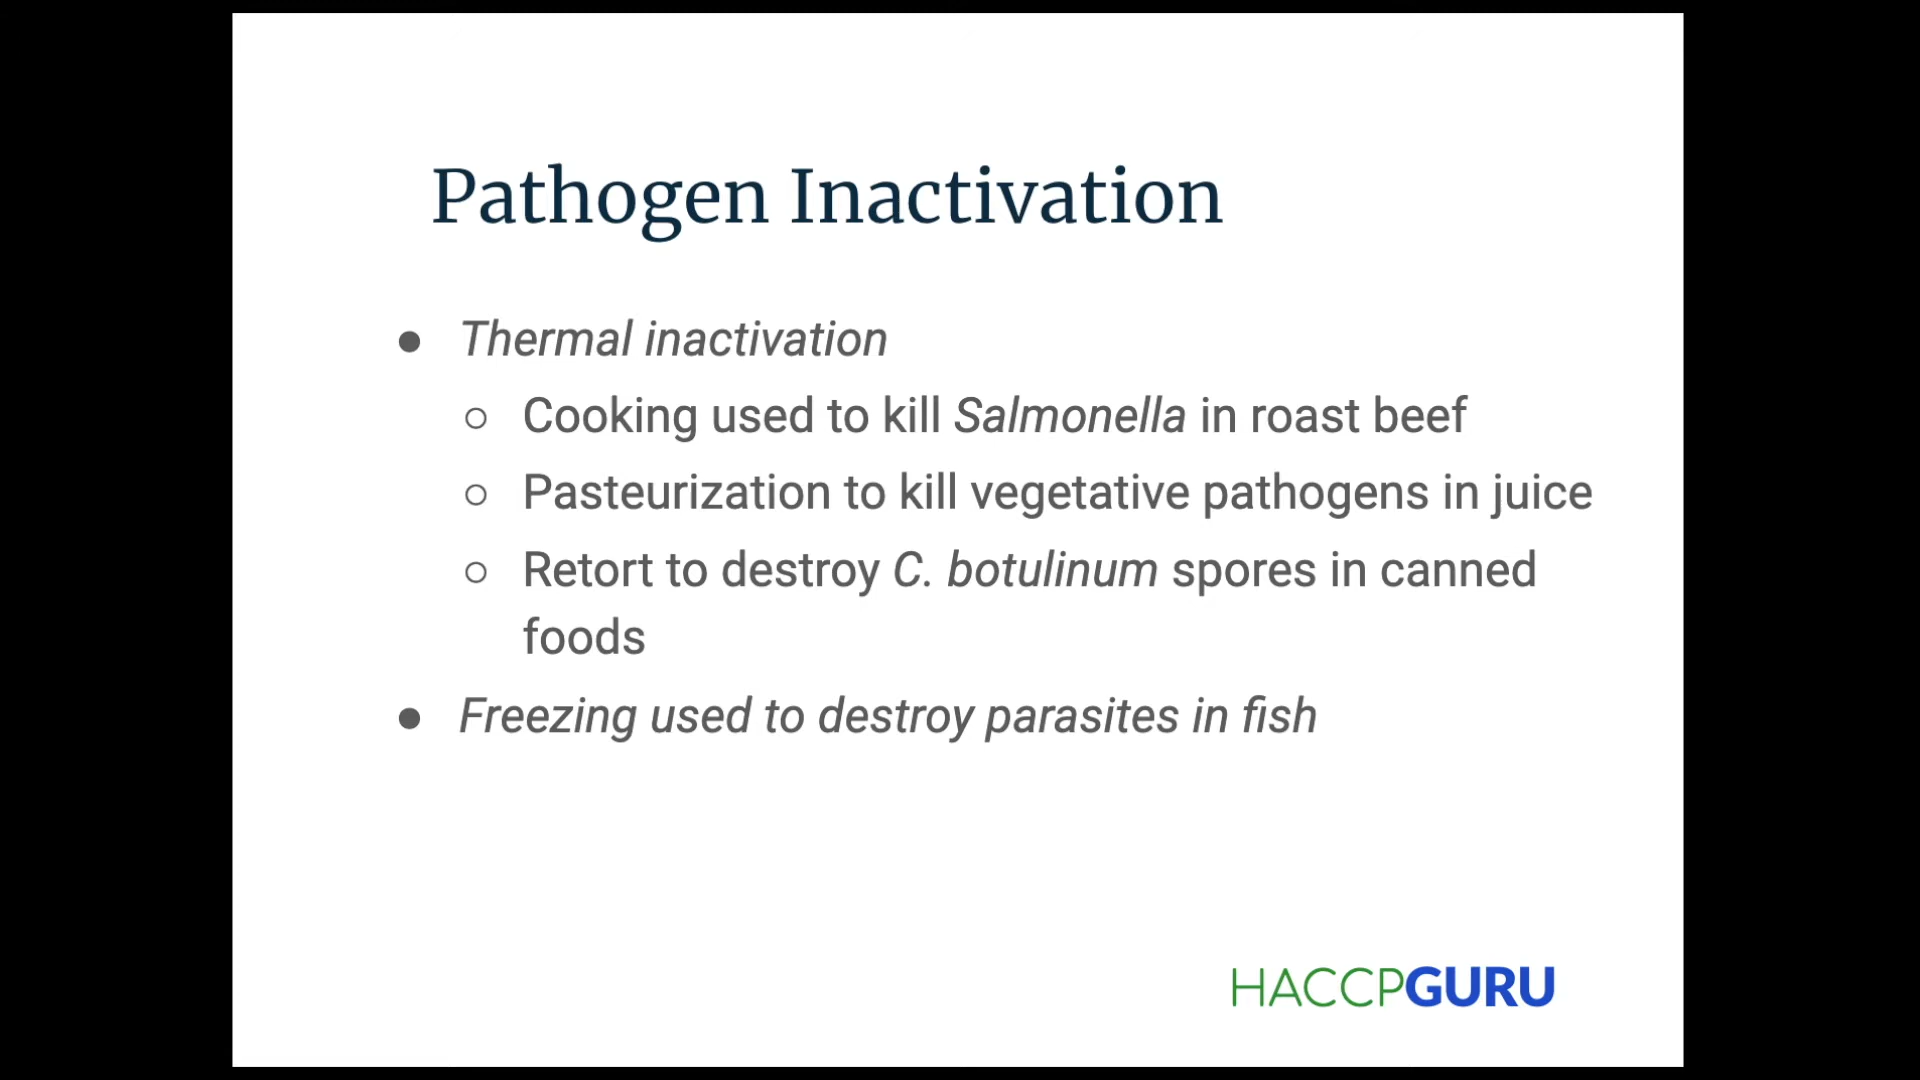 Pathogen Inactivation
● Thermal inactivation
○ Cooking used to kill Salmonella in roast beef
○ Pasteurization to kill vegetative pathogens in juice
○ Retort to destroy C. botulinum spores in canned
foods
● Freezing used to destroy parasites in fish
HACCPGURU